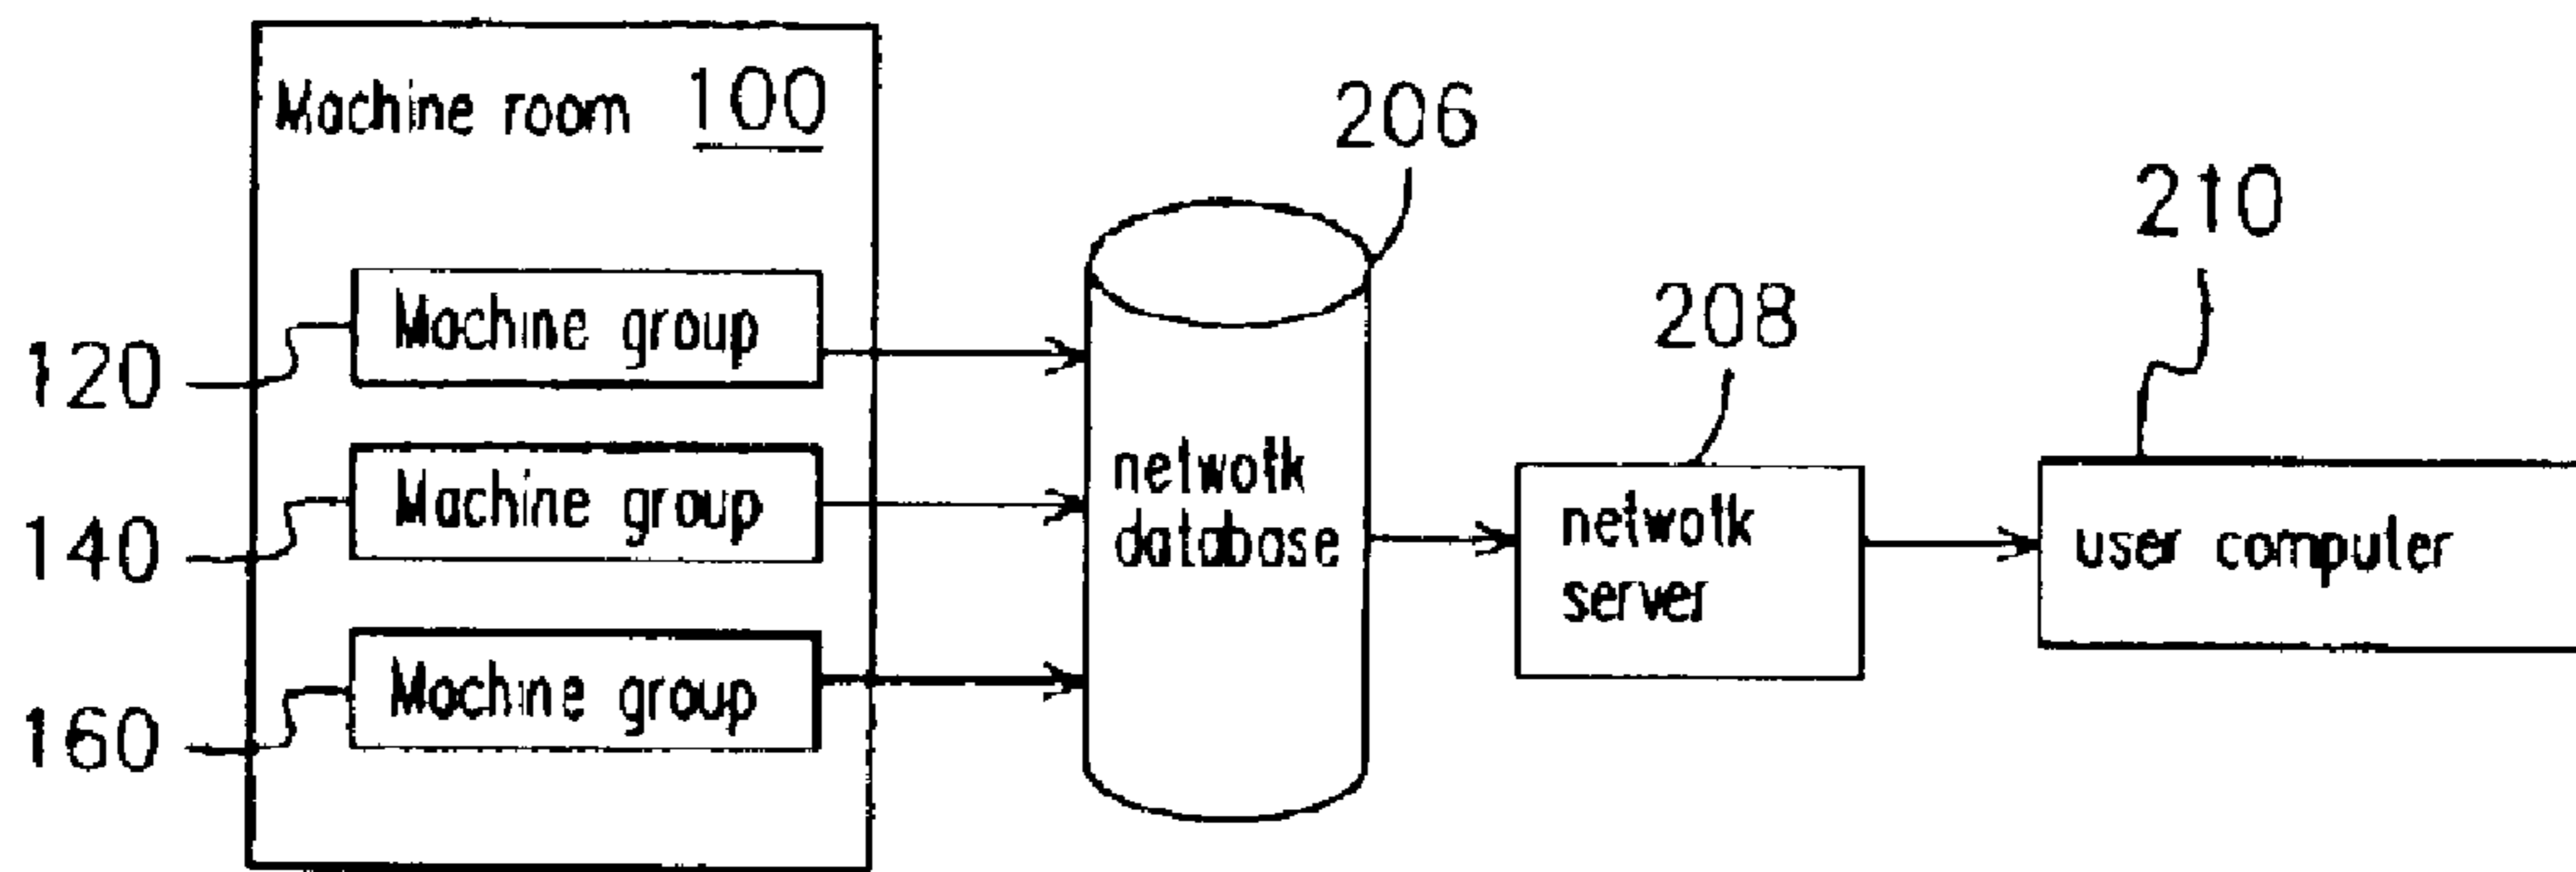 Machine room 100
206
210
208
Machine group
120
Machine group
140
Machine group
160
netwotk
database
netwotk
server
user computer